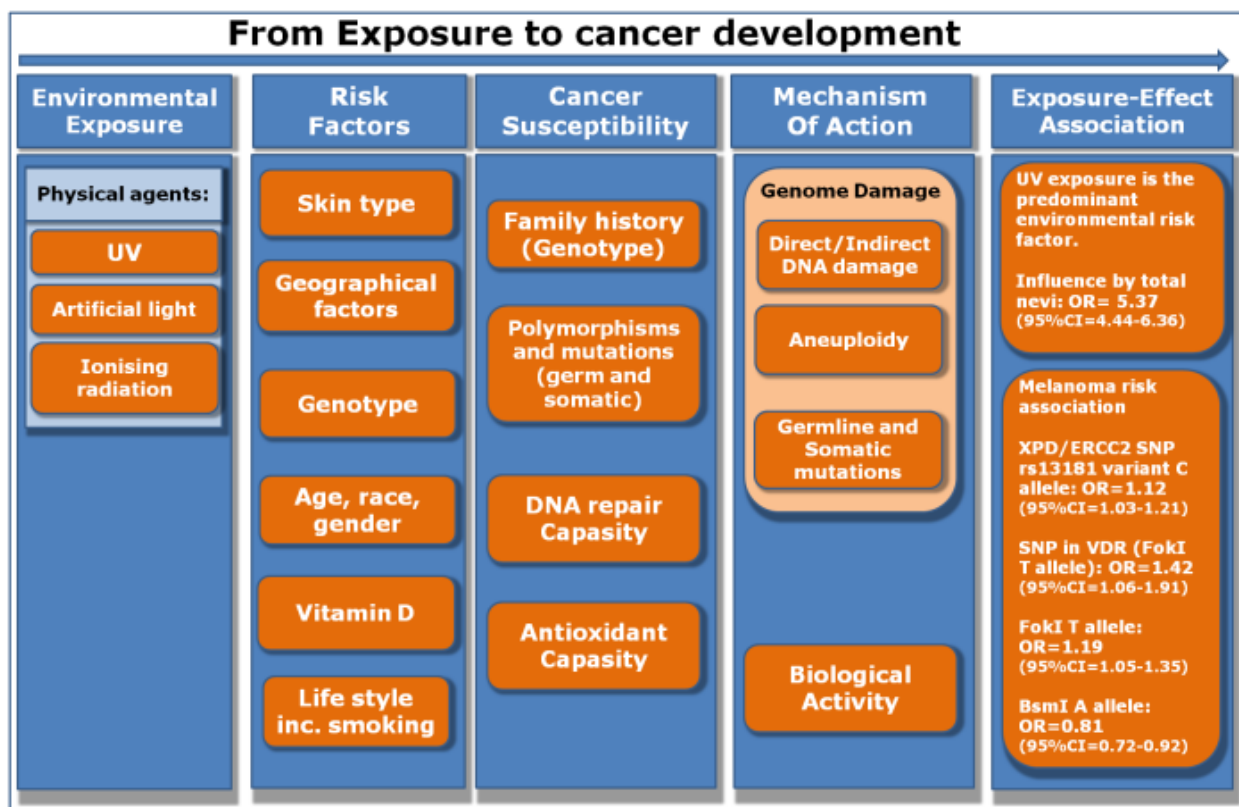 From Exposure to cancer development
Environmental
Exposure
Physical agents:
UV
Artificial light
Ionising
radiation
Risk
Factors
Skin type
Geographical
factors
Genotype
Age, race,
gender
Vitamin D
Life style
inc. smoking
Cancer
Susceptibility
Family history
(Genotype)
Polymorphisms
and mutations
(germ and
somatic)
DNA repair
Capasity
Antioxidant
Capasity
Mechanism
Of Action
Genome Damage
Direct/Indirect
DNA damage
Aneuploidy
Germline and
Somatic
mutations
Biological
Activity
Exposure-Effect
Association
UV exposure is the
predominant
environmental risk
factor.
Influence by total
nevi: OR= 5.37
(95%CI=4.44-6.36)
Melanoma risk
association
XPD/ERCC2 SNP
rs13181 variant C
allele: OR=1.12
(95%CI=1.03-1.21)
SNP in VDR (FokI
T allele): OR=1.42
(95%CI=1.06-1.91)
FokI T allele:
OR=1.19
(95%CI=1.05-1.35)
BsmI A allele:
OR=0.81
(95%CI=0.72-0.92)